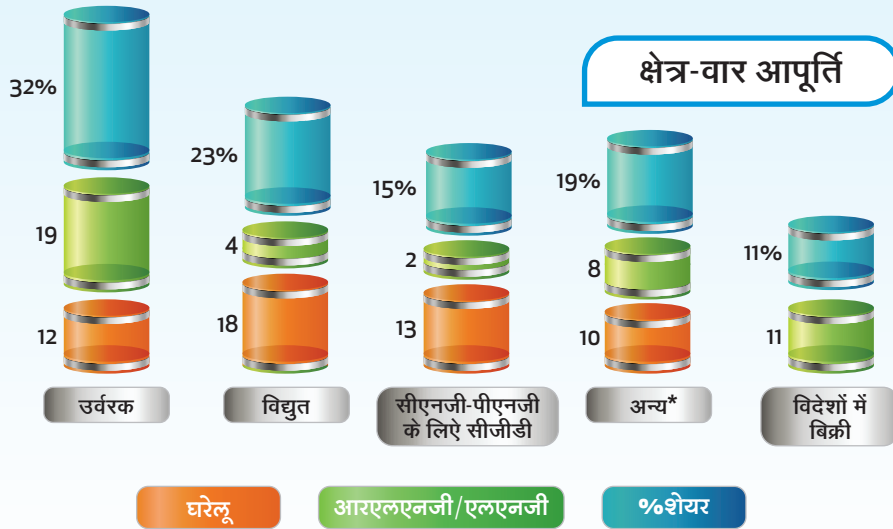 क्षेत्र-वार आपूर्ति
32%
19
12
उर्वरक
23%
4
18
विद्युत
15%
2
13
सीएनजी-पीएनजी
के लिऐ सीजीडी
19%
8
10
अन्य*
11%
11
विदेशों में
बिक्री
घरेलू
आरएलएनजी/एलएनजी
%शेयर